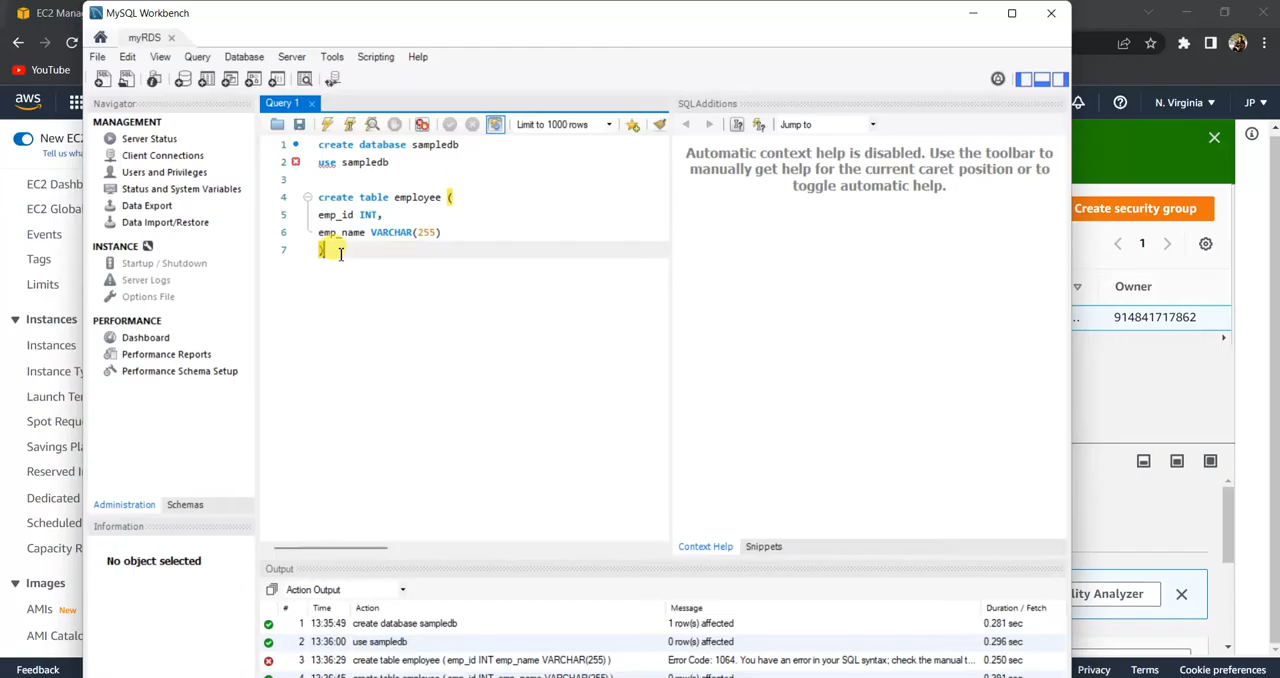 EC2 Mana
MySQL Workbench
myRDS
File Edit View Query Database Server Tools Scripting Help
YouTube
aws
N. Virginia
JP
New EC
Tell us wha
EC2 Dashb
EC2 Global
Events
Tags
Limits
Instances
Instances
Instance Ty
Launch Ten
Spot Reque
Savings Pla
Reserved I
Dedicated
Scheduled
Capacity R
Images
AMIs New
AMI Catalo
Feedback
Navigator
MANAGEMENT
Server Status
Client Connections
Users and Privileges
Status and System Variables
Data Export
Data Import/Restore
INSTANCE
Startup / Shutdown
Server Logs
Options File
PERFORMANCE
Dashboard
Performance Reports
Performance Schema Setup
Administration Schemas
Information
No object selected
Query 1
Limit to 1000 rows
1 create database sampledb
2 use sampledb
3
4 create table employee (
5 emp_id INT,
6 emp_name VARCHAR(255)
7 )
SQLAdditions
Jump to
Automatic context help is disabled. Use the toolbar to
manually get help for the current caret position or to
toggle automatic help.
Context Help Snippets
Output
Action Output
# Time Action Message Duration / Fetch
1 13:35:49 create database sampledb 1 row(s) affected 0.281 sec
2 13:36:00 use sampledb 0 row(s) affected 0.296 sec
3 13:36:29 create table employee ( emp_id INT emp_name VARCHAR(255) ) Error Code: 1064. You have an error in your SQL syntax; check the manual t... 0.250 sec
Create security group
1
Owner
914841717862
lity Analyzer
Privacy Terms Cookie preferences